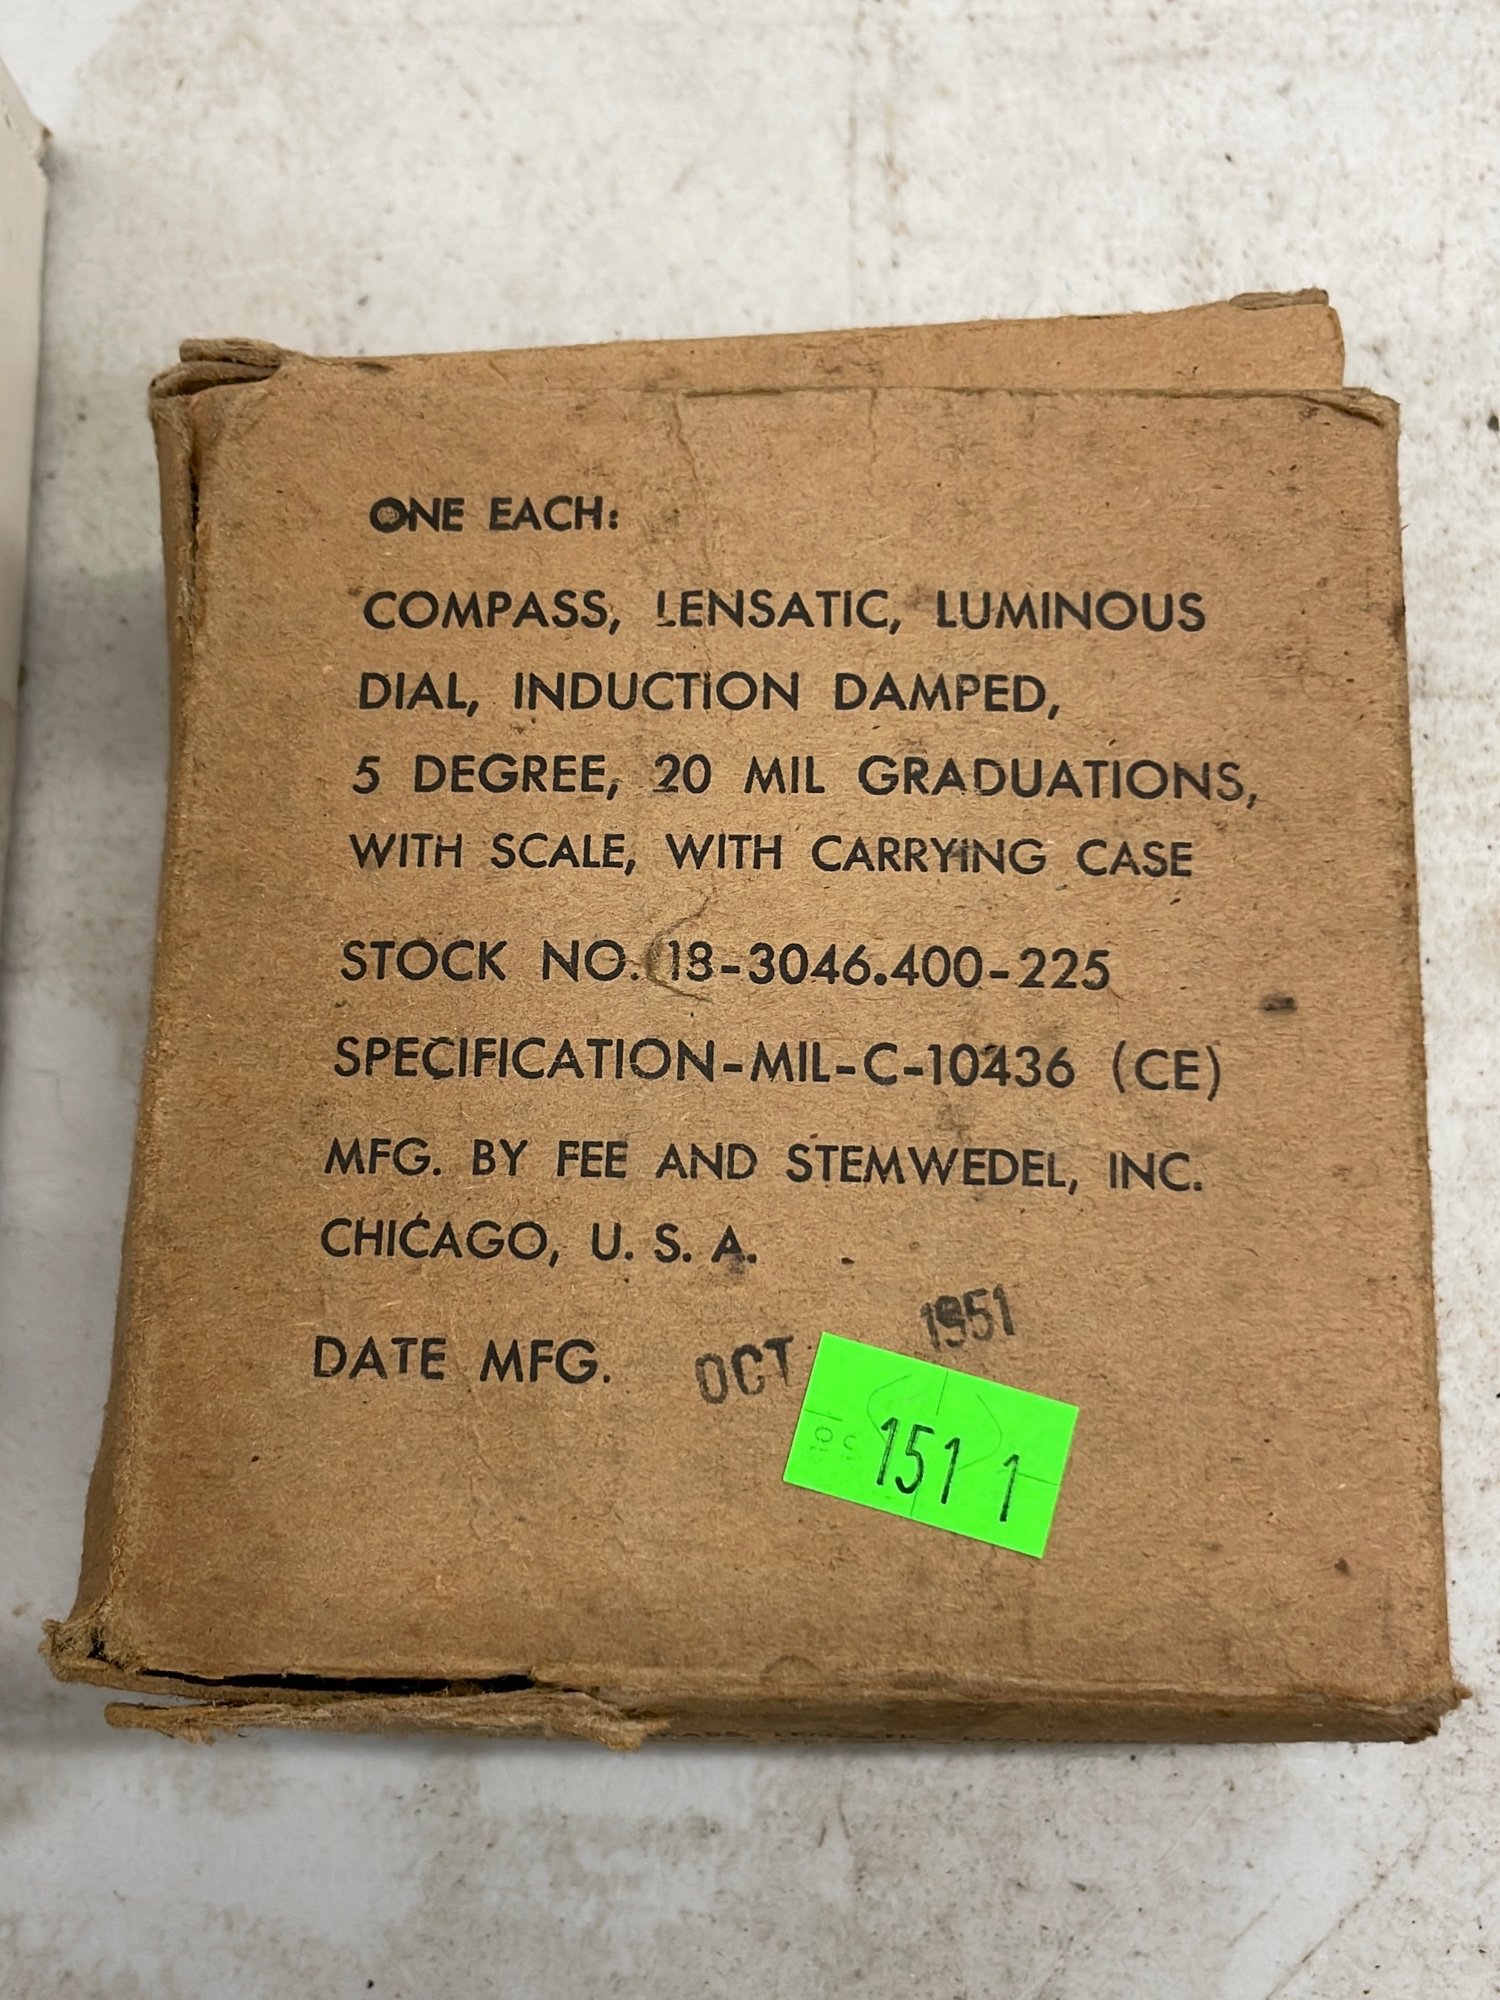 ONE EACH:
COMPASS, LENSATIC, LUMINOUS
DIAL, INDUCTION DAMPED,
5 DEGREE, 20 MIL GRADUATIONS,
WITH SCALE, WITH CARRYING CASE
STOCK NO. 18-3046.400-225
SPECIFICATION-MIL-C-10436 (CE)
MFG. BY FEE AND STEMWEDEL, INC.
CHICAGO, U. S. A.
DATE MFG. OCT 1951
151 1